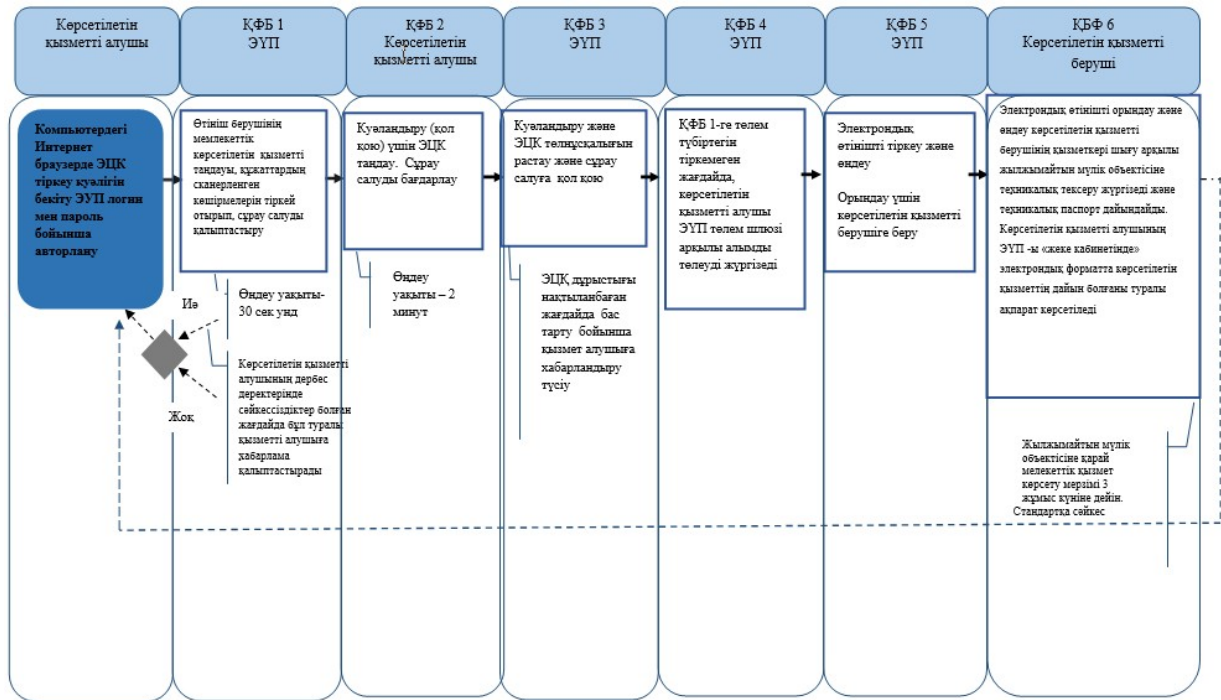 Көрсетілетін
қызметті алушы
ҚФБ 1
ЭҮП
ҚФБ 2
Көрсетілетін
қызметті алушы
ҚФБ 3
ЭҮП
ҚФБ 4
ЭҮП
ҚФБ 5
ЭҮП
ҚБФ 6
Көрсетілетін қызметті
беруші
Компьютердегі
Интернет
браузерде ЭЦК
тіркеу куәлігін
бекіту ЭУП логин
мен пароль
бойынша
авторлану
Өтініш берушінің
мемлекеттік
көрсетілетін қызметті
таңдауы, құжаттардың
сканерленген
көшірмелерін тіркей
отырып, сұрау салуды
қалыптастыру
Өңдеу уақыты-
30 сек унд
Иә
Жоқ
Көрсетілетін қызметті
алушының дербес
деректерінде
сәйкессіздіктер болған
жағдайда бұл туралы
қызметті алушыға
хабарлама
қалыптастырады
Куәландыру (қол
қою) үшін ЭЦК
таңдау. Сұрау
салуды бағдарлау
Өңдеу
уақыты – 2
минут
Куәландыру және
ЭЦК төлнұсқалығын
растау және сұрау
салуға қол қою
ЭЦҚ дұрыстығы
нақтыланбаған
жағдайда бас
тарту бойынша
қызмет алушыға
хабарландыру
түсіу
ҚФБ 1-ге төлем
түбіртегін
тіркемеген
жағдайда,
көрсетілетін
қызметті алушы
ЭҮП төлем шлюзі
арқылы алымды
төлеуді жүргізеді
Электрондық
өтінішті тіркеу және
өңдеу
Орындау үшін
көрсетілетін қызметті
берушіге беру
Электрондық өтінішті орындау және
өңдеу көрсетілетін қызметті
берушінің қызметкері шығу арқылы
жылжымайтын мүлік объектісіне
техникалық тексеру жүргізеді және
техникалық паспорт дайындайды.
Көрсетілетін қызметті алушының
ЭҮП -ы «жеке кабинетінде»
электрондық форматта көрсетілетін
қызметтің дайын болғаны туралы
ақпарат көрсетіледі
Жылжымайтын мүлік
объектісіне қарай
мелекеттік қызмет
көрсету мерзімі 3
жұмыс күніне дейін.
Стандартқа сәйкес